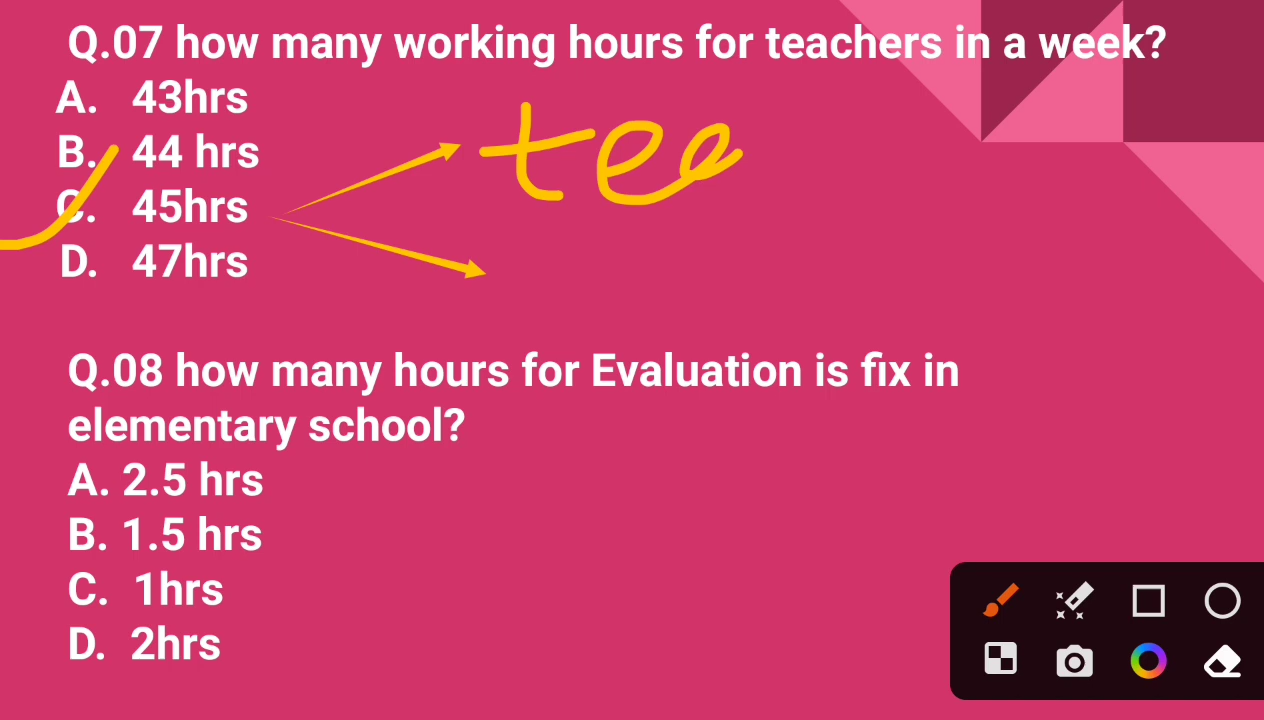 Q.07 how many working hours for teachers in a week?
A. 43hrs
B. 44 hrs
C. 45hrs
D. 47hrs
tee
Q.08 how many hours for Evaluation is fix in
elementary school?
A. 2.5 hrs
B. 1.5 hrs
C. 1hrs
D. 2hrs